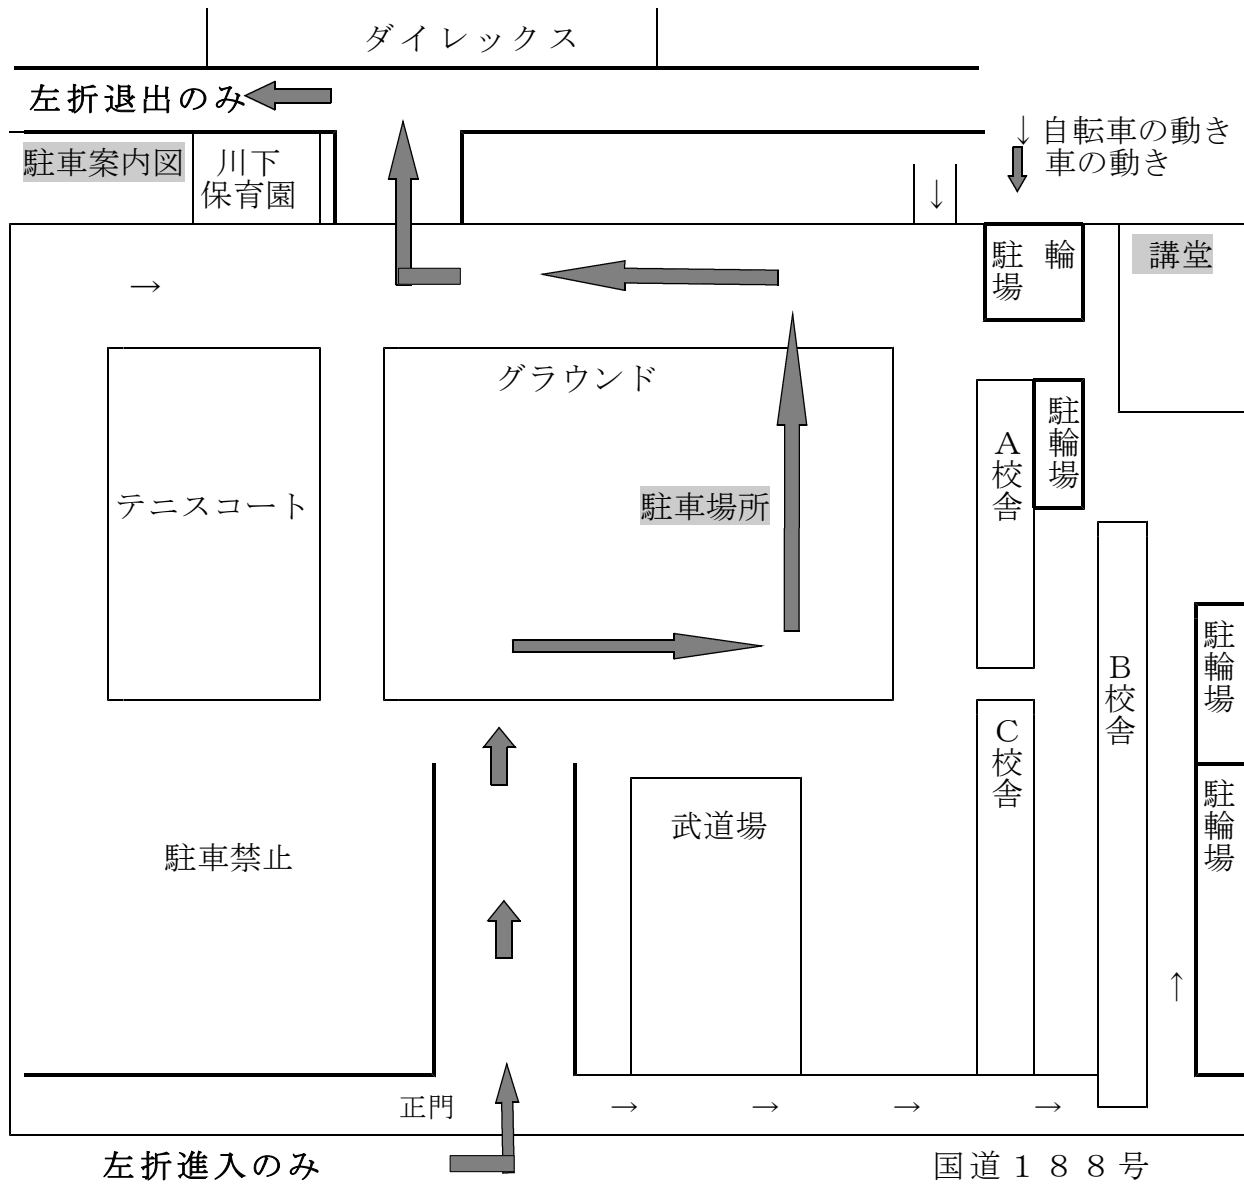 ダイレックス
左折退出のみ
↓自転車の動き
車の動き
駐車案内図
川下
保育園
↓
駐輪場
講堂
→
グラウンド
テニスコート
駐車場所
A校舎
駐輪場
B校舎
駐輪場
C校舎
駐輪場
武道場
駐車禁止
↑
正門
→ → → →
左折進入のみ
国道188号